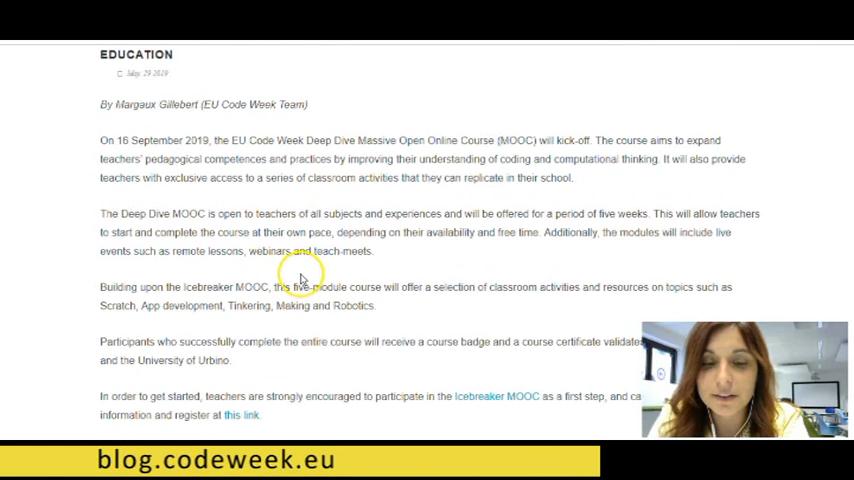 EDUCATION
May. 29 2019
By Margaux Gillebert (EU Code Week Team)
On 16 September 2019, the EU Code Week Deep Dive Massive Open Online Course (MOOC) will kick-off. The course aims to expand
teachers' pedagogical competences and practices by improving their understanding of coding and computational thinking. It will also provide
teachers with exclusive access to a series of classroom activities that they can replicate in their school.
The Deep Dive MOOC is open to teachers of all subjects and experiences and will be offered for a period of five weeks. This will allow teachers
to start and complete the course at their own pace, depending on their availability and free time. Additionally, the modules will include live
events such as remote lessons, webinars and teach-meets.
Building upon the Icebreaker MOOC, this five-module course will offer a selection of classroom activities and resources on topics such as
Scratch, App development, Tinkering, Making and Robotics.
Participants who successfully complete the entire course will receive a course badge and a course certificate validate
and the University of Urbino.
In order to get started, teachers are strongly encouraged to participate in the Icebreaker MOOC as a first step, and ca
information and register at this link.
blog.codeweek.eu